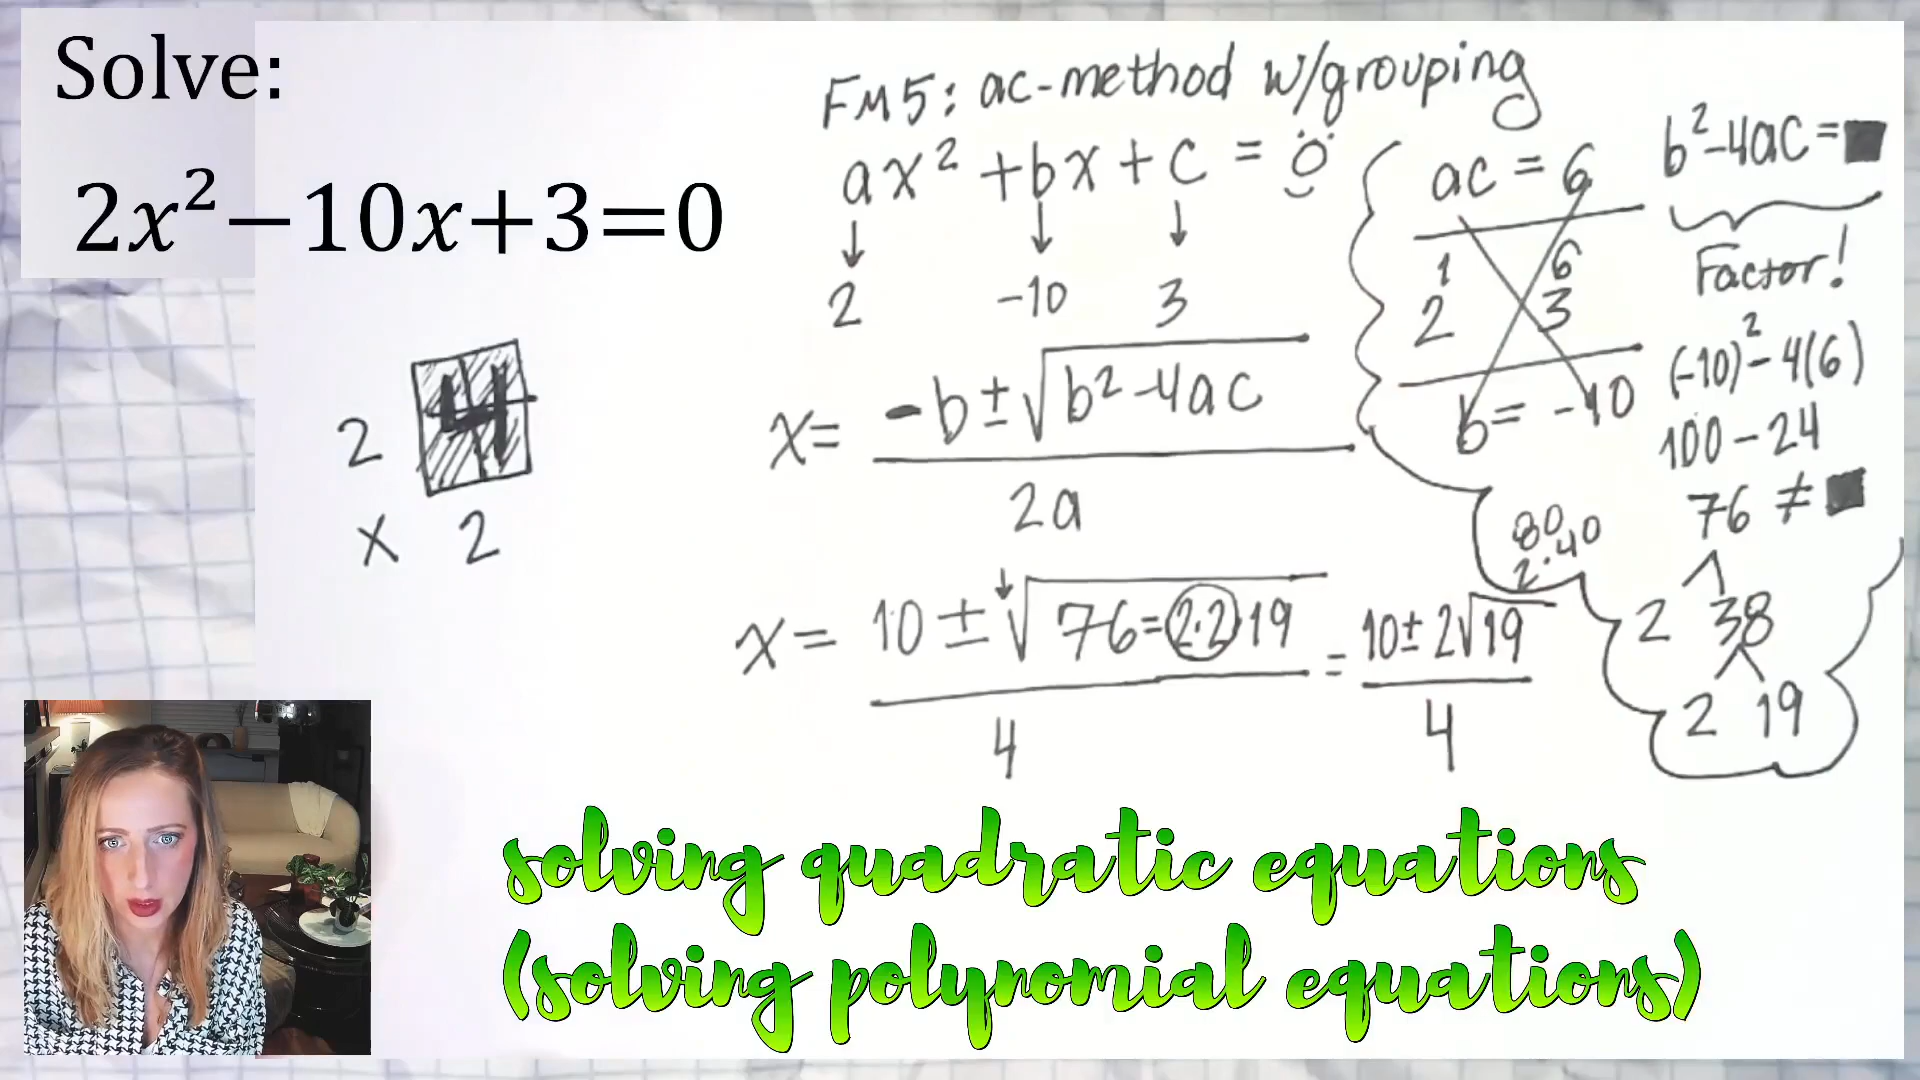 Solve:
2x²−10x+3=0
FM5: ac-method w/grouping
ax² + bx + c = 0
↓ ↓ ↓
2 -10 3
x = -b ± √b² - 4ac
2a
x = 10 ± √76 = 2·2·19 = 10 ± 2√19
4 4
2 4
x 2
ac = 6
1 6
2 3
b = -10
80
2·40
b² - 4ac = ■
Factor!
(-10)² - 4(6)
100 - 24
76 ≠ ■
2 38
2 19
solving quadratic equations
(solving polynomial equations)